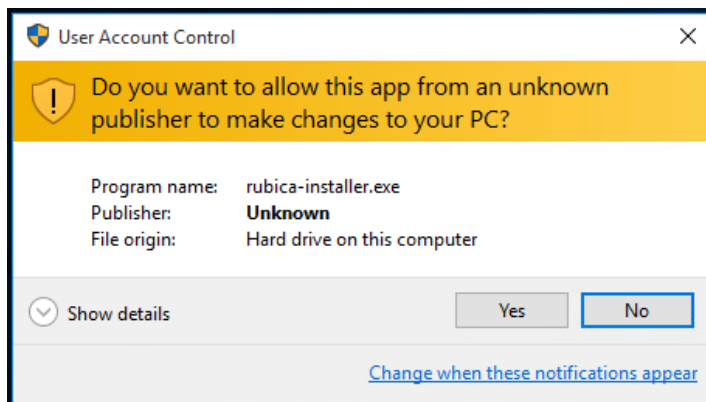 User Account Control
Do you want to allow this app from an unknown
publisher to make changes to your PC?
Program name: rubica-installer.exe
Publisher: Unknown
File origin: Hard drive on this computer
Show details
Yes
No
Change when these notifications appear